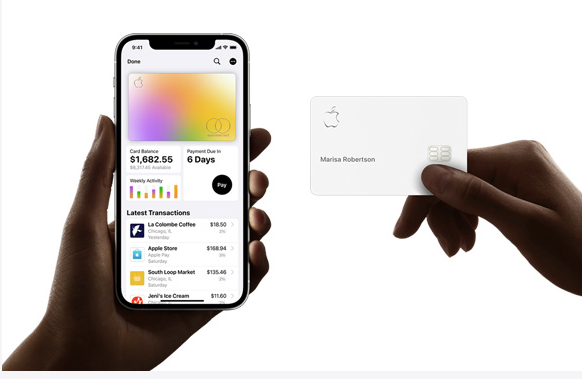 9:41
Done
Card Balance
$1,682.55
$8,317.45 Available
Payment Due In
6 Days
Weekly Activity
Pay
Latest Transactions
La Colombe Coffee $18.50
Chicago, IL 3%
Yesterday
Apple Store $168.94
Apple Pay 3%
Saturday
South Loop Market $135.46
Chicago, IL 3%
Saturday
Jeni's Ice Cream $11.60
Marisa Robertson